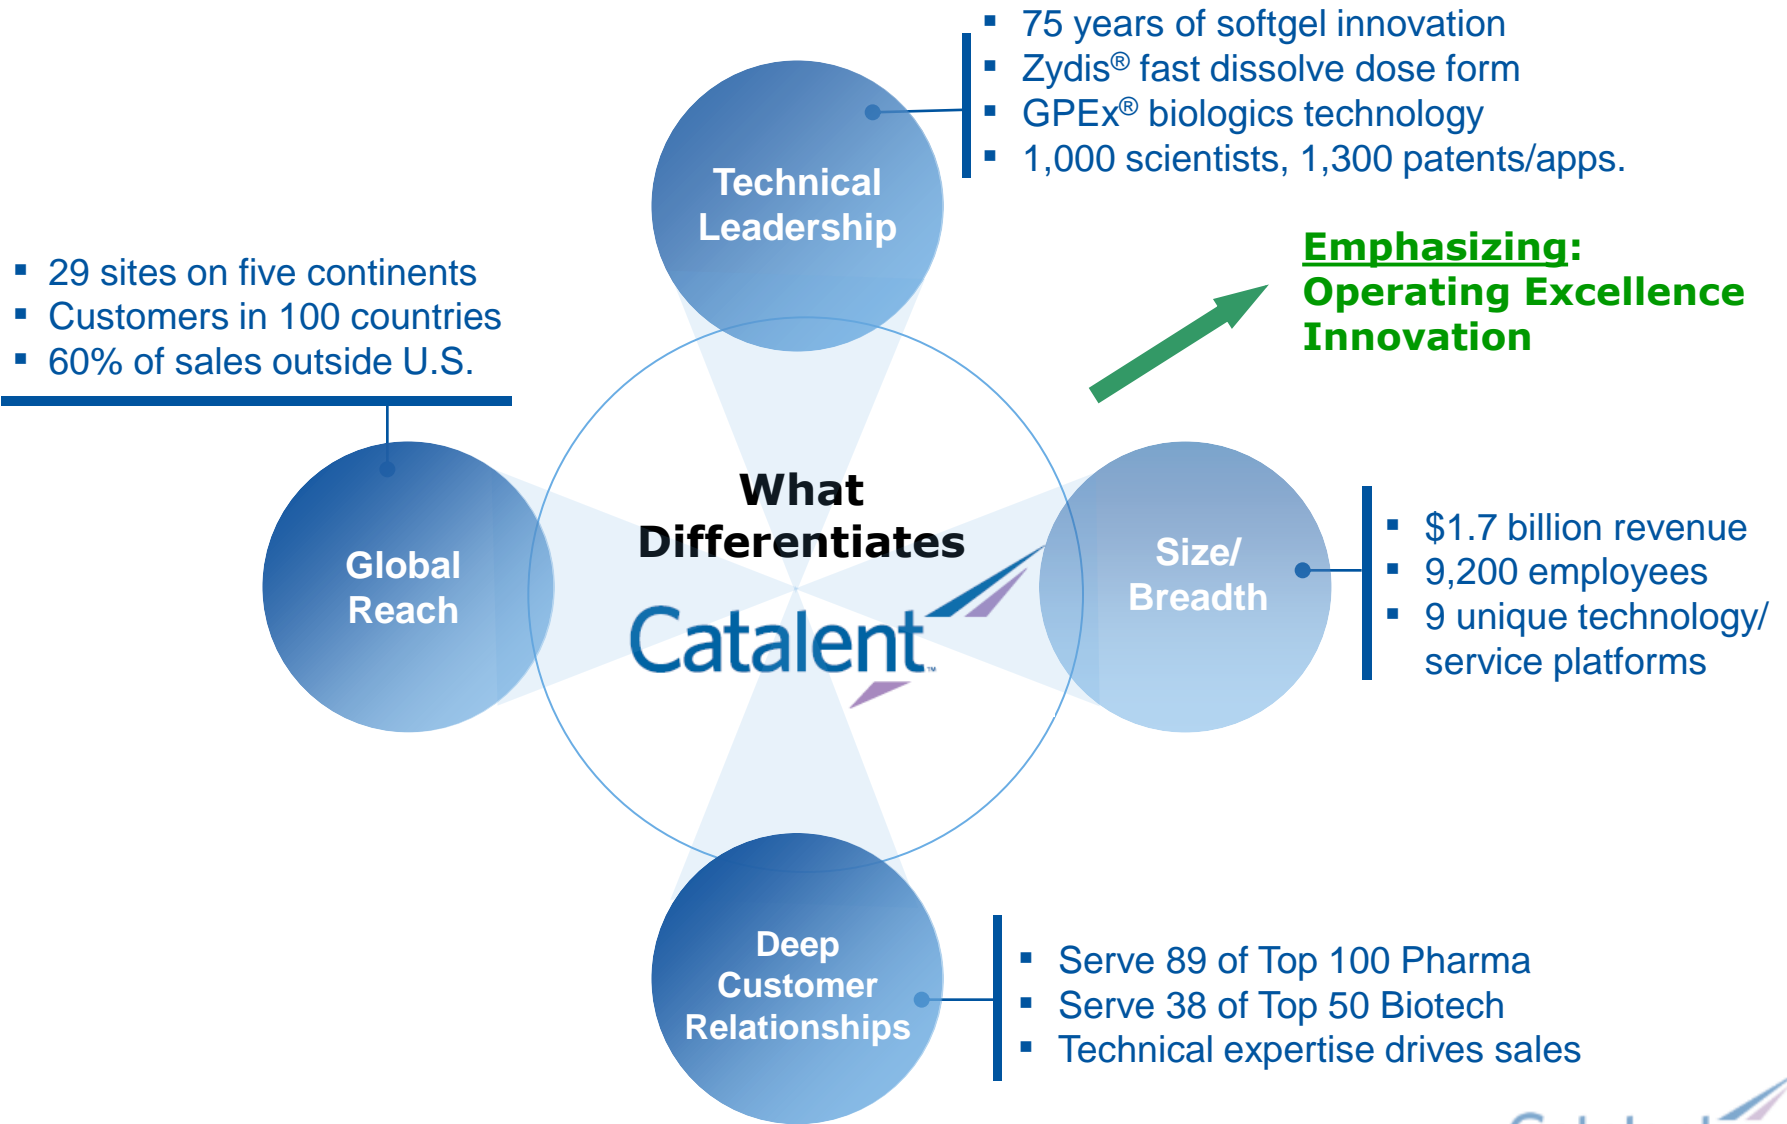 ▪ 75 years of softgel innovation
▪ Zydis® fast dissolve dose form
▪ GPEx® biologics technology
▪ 1,000 scientists, 1,300 patents/apps.
Technical
Leadership
Emphasizing:
Operating Excellence
Innovation
▪ 29 sites on five continents
▪ Customers in 100 countries
▪ 60% of sales outside U.S.
Global
Reach
What
Differentiates
Catalent™
Size/
Breadth
▪ $1.7 billion revenue
▪ 9,200 employees
▪ 9 unique technology/
service platforms
Deep
Customer
Relationships
▪ Serve 89 of Top 100 Pharma
▪ Serve 38 of Top 50 Biotech
▪ Technical expertise drives sales